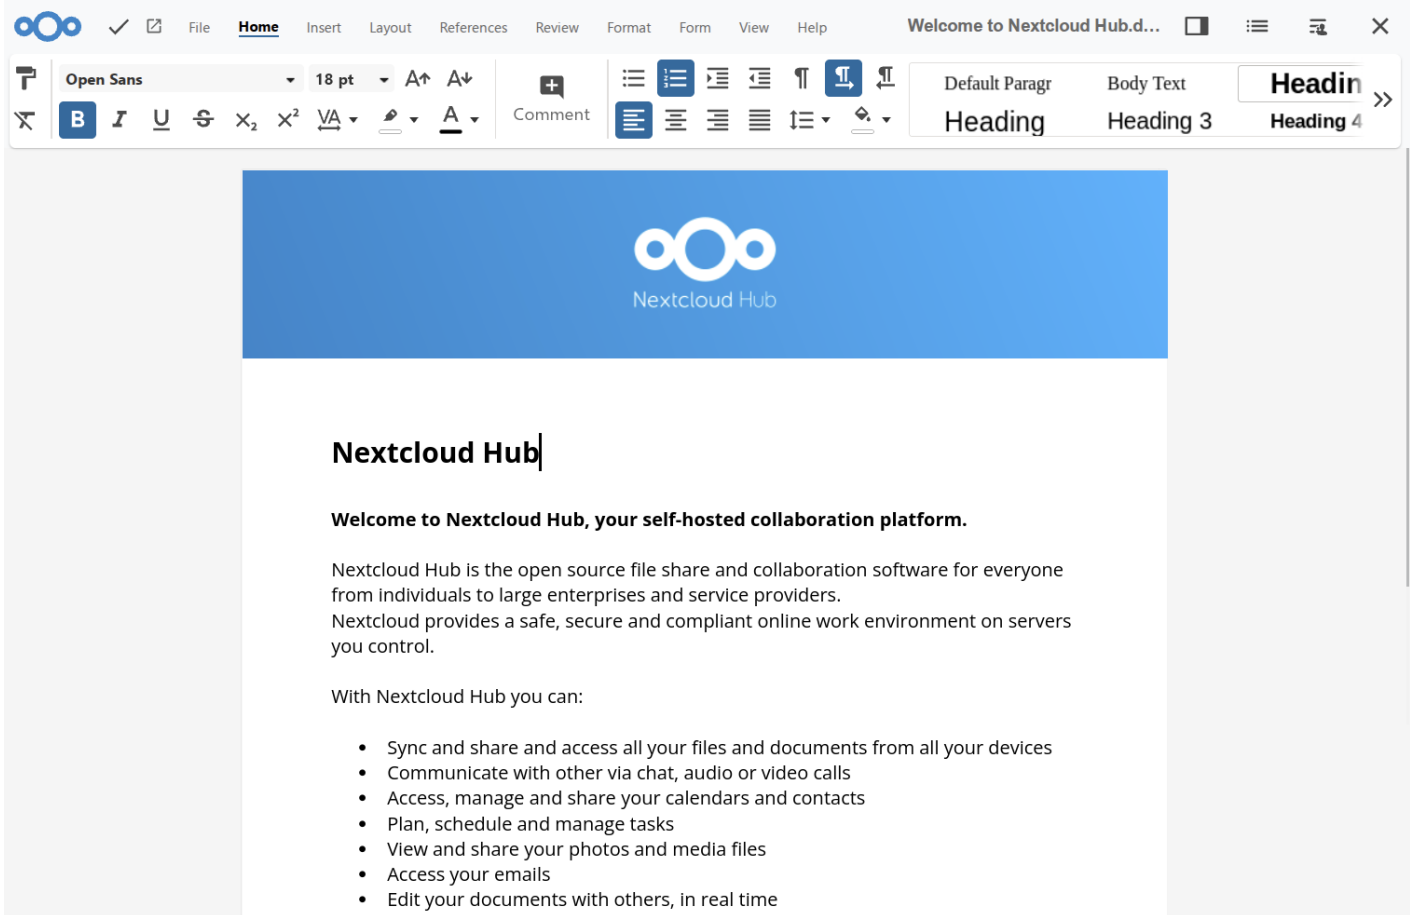 File Home Insert Layout References Review Format Form View Help Welcome to Nextcloud Hub.d...
Open Sans 18 pt
Comment
Default Paragr Body Text Headin
Heading Heading 3 Heading 4
Nextcloud Hub
Nextcloud Hub
Welcome to Nextcloud Hub, your self-hosted collaboration platform.
Nextcloud Hub is the open source file share and collaboration software for everyone
from individuals to large enterprises and service providers.
Nextcloud provides a safe, secure and compliant online work environment on servers
you control.
With Nextcloud Hub you can:
• Sync and share and access all your files and documents from all your devices
• Communicate with other via chat, audio or video calls
• Access, manage and share your calendars and contacts
• Plan, schedule and manage tasks
• View and share your photos and media files
• Access your emails
• Edit your documents with others, in real time